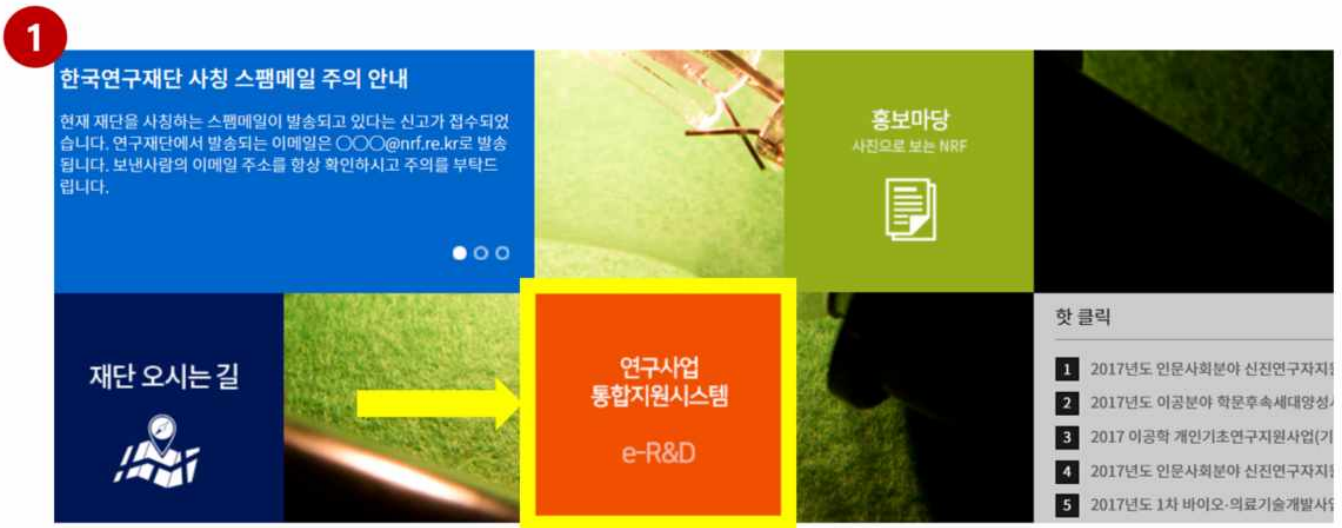 1
한국연구재단 사칭 스팸메일 주의 안내
현재 재단을 사칭하는 스팸메일이 발송되고 있다는 신고가 접수되었
습니다. 연구재단에서 발송되는 이메일은 ○○○@nrf.re.kr로 발송
됩니다. 보낸사람의 이메일 주소를 항상 확인하시고 주의를 부탁드
립니다.
홍보마당
사진으로 보는 NRF
재단 오시는 길
연구사업
통합지원시스템
e-R&D
핫 클릭
1 2017년도 인문사회분야 신진연구자지
2 2017년도 이공분야 학문후속세대양성
3 2017 이공학 개인기초연구지원사업(기
4 2017년도 인문사회분야 신진연구자지
5 2017년도 1차 바이오·의료기술개발사